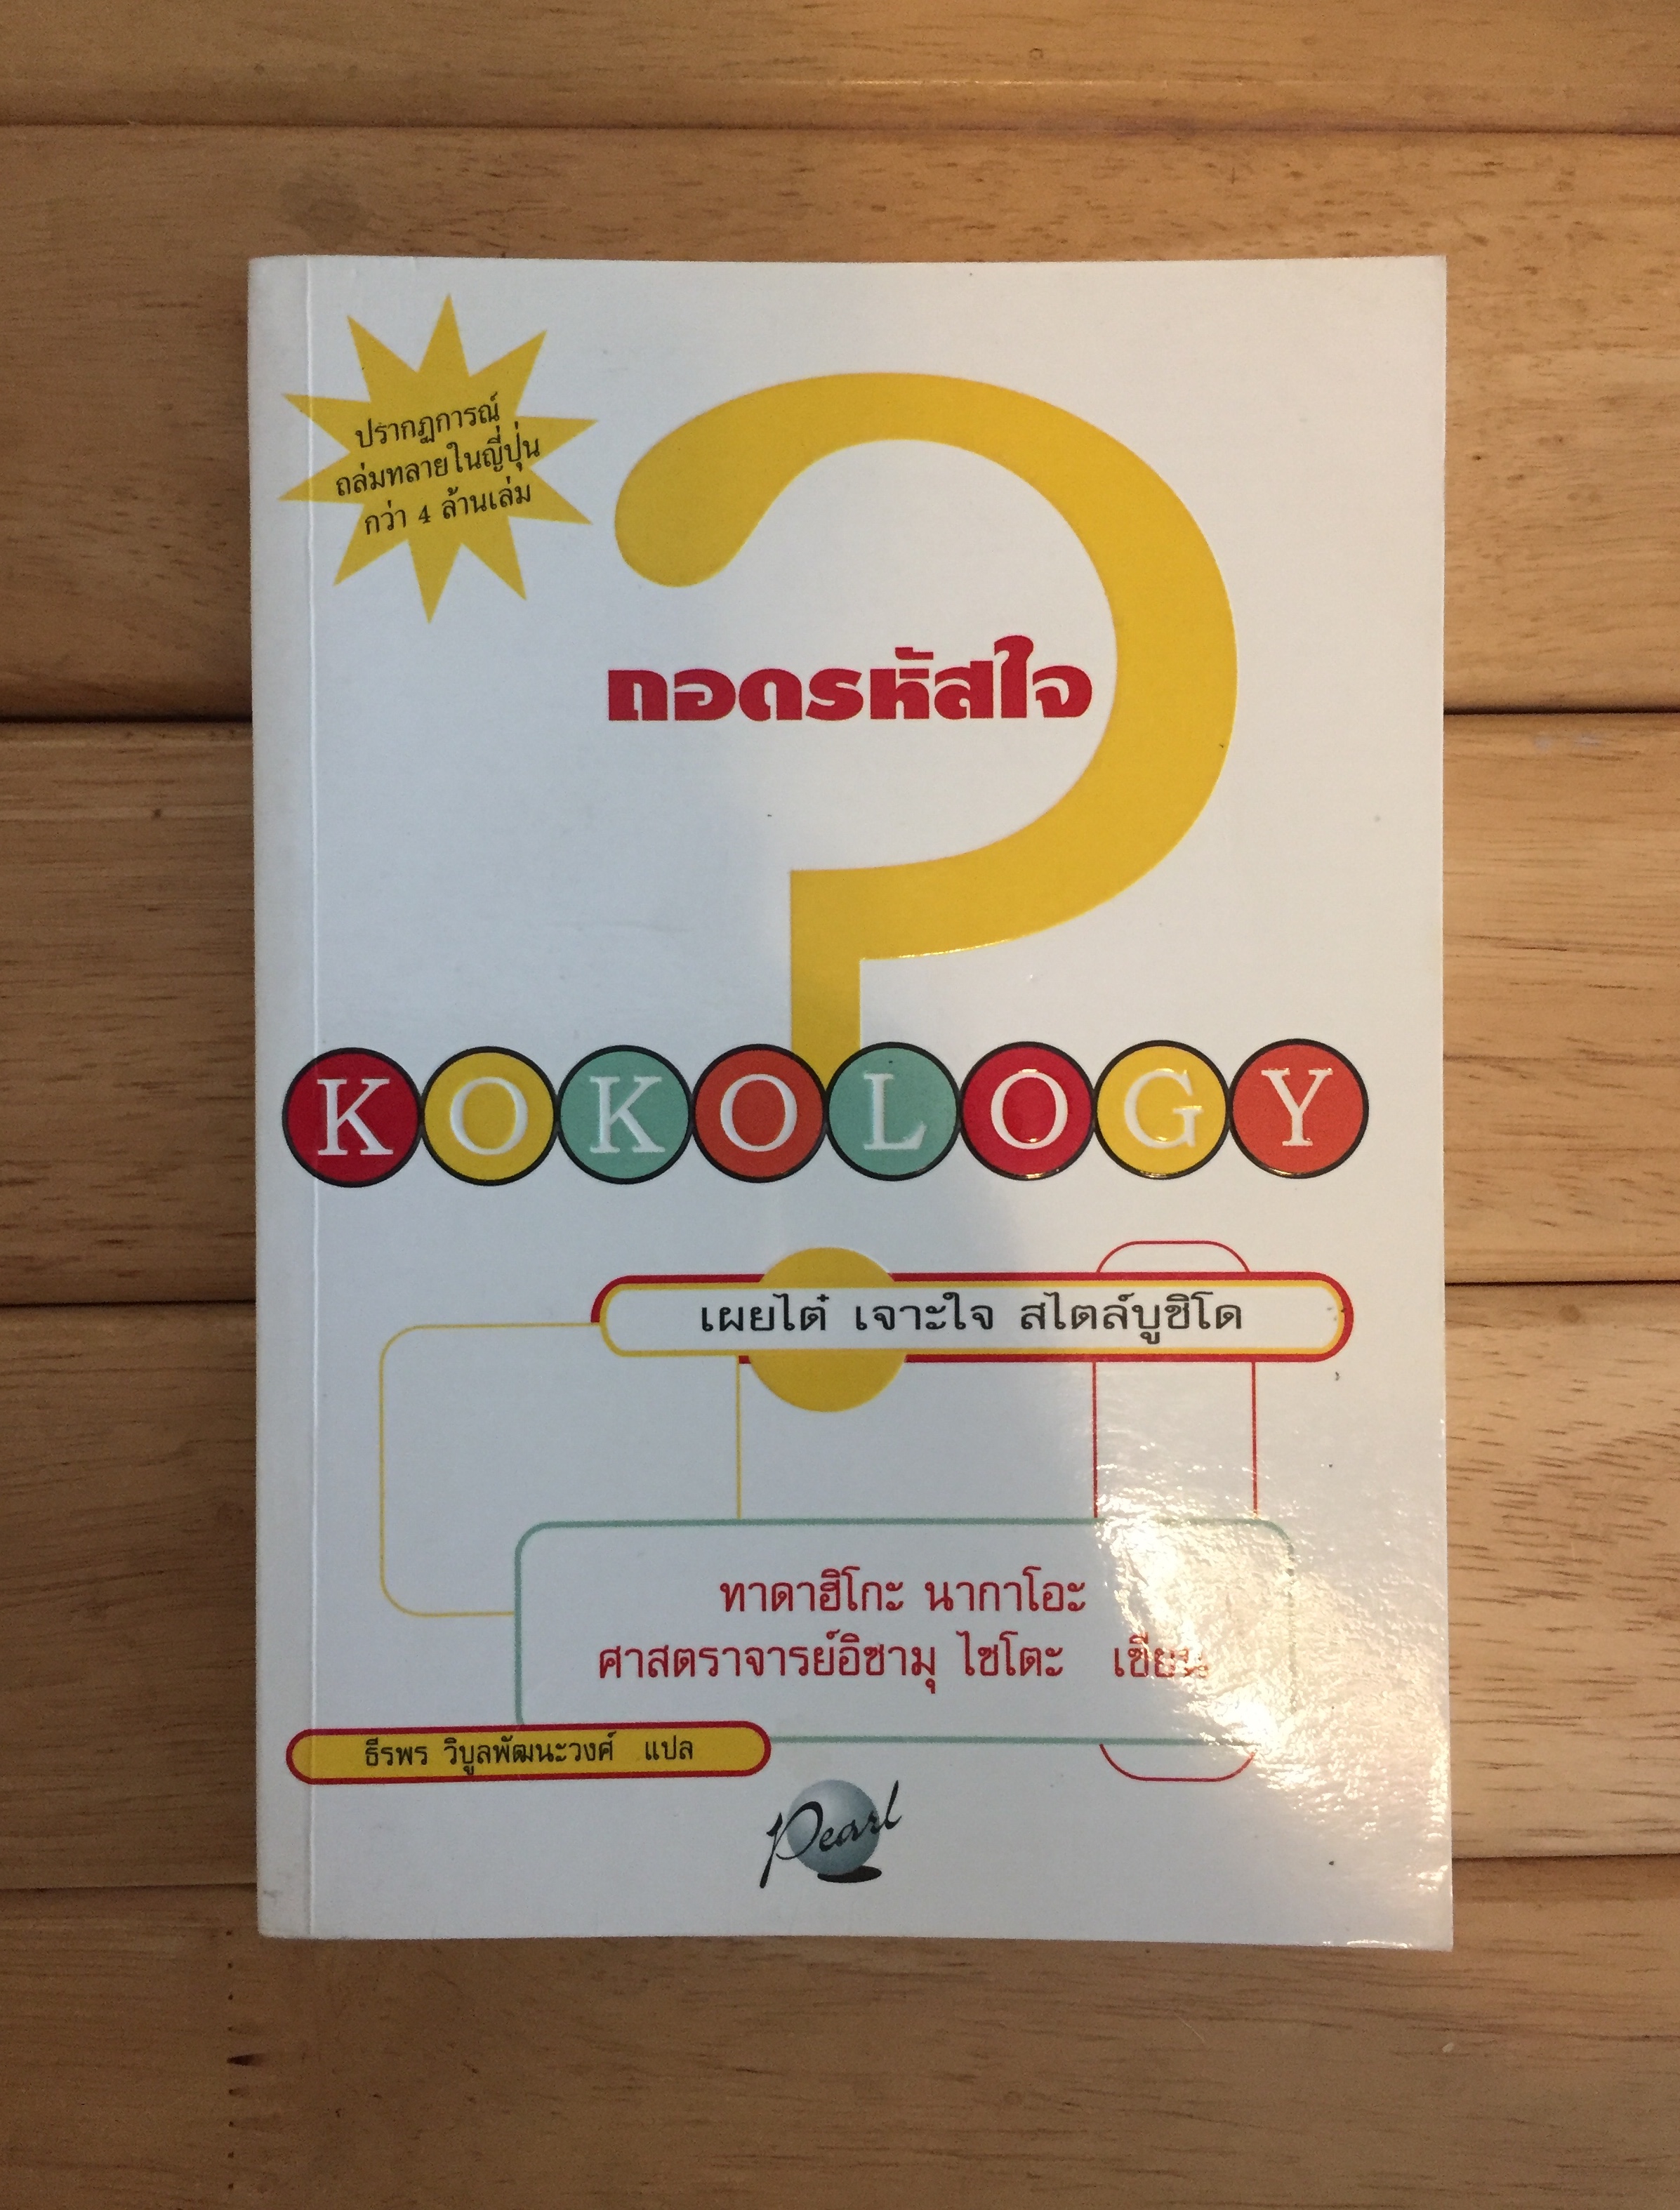 ปรากฏการณ์
ถล่มทลายในญี่ปุ่น
กว่า 4 ล้านเล่ม
ถอดรหัสใจ
KOKOLOGY
เผยไต๋ เจาะใจ สไตล์บูชิโด
ทาดาฮิโกะ นากาโอะ
ศาสตราจารย์อิซามุ ไซโตะ เขียน
ธีรพร วิบูลพัฒนะวงศ์ แปล
Pearl